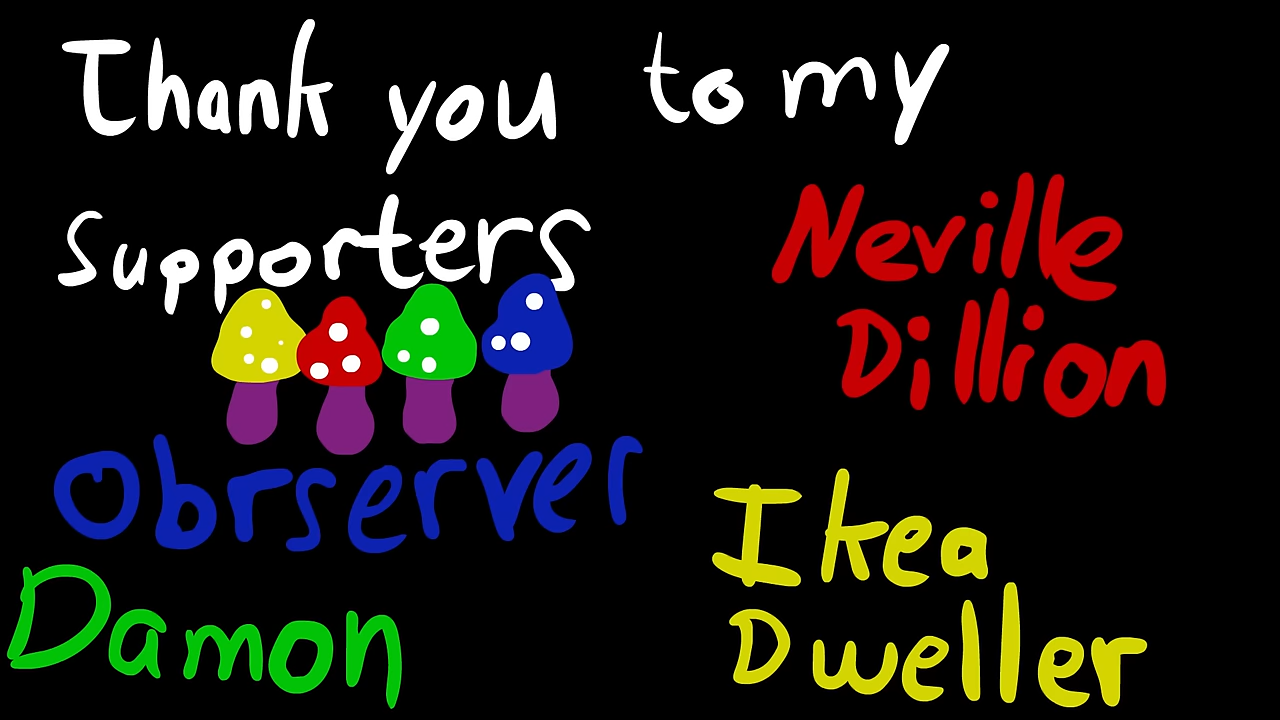 Thank you to my
Supporters
Neville
Dillion
Obrserver
Ikea
Dweller
Damon